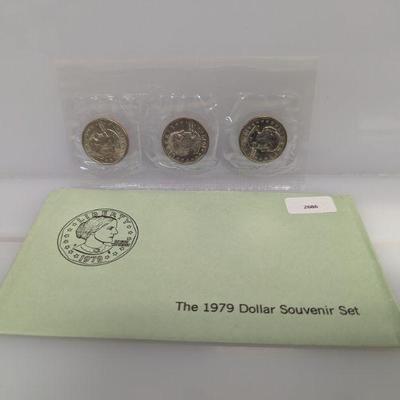 2686
LIBERTY
1979
The 1979 Dollar Souvenir Set